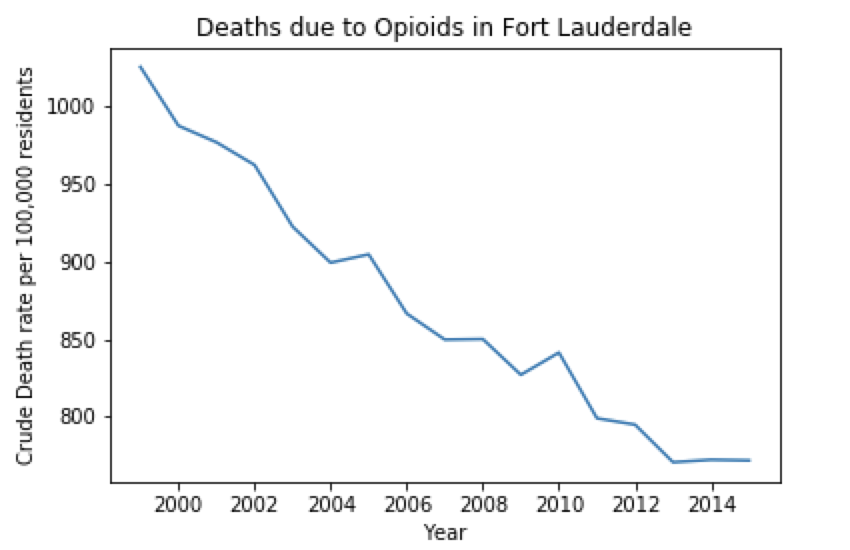 Deaths due to Opioids in Fort Lauderdale
Crude Death rate per 100,000 residents
1000
950
900
850
800
2000 2002 2004 2006 2008 2010 2012 2014
Year